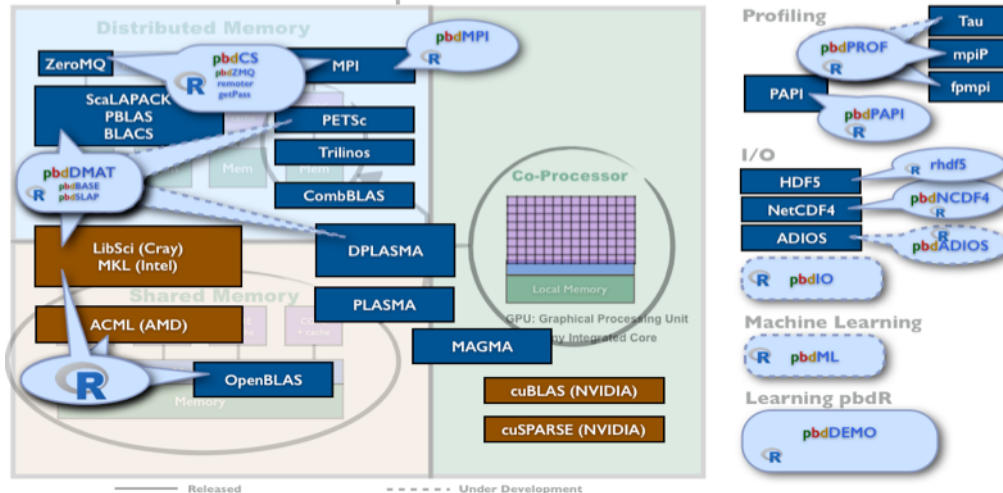 Distributed Memory
ZeroMQ
pbdCS
pbdZMQ
remoter
getPass
R
MPI
pbdMPI
R
ScaLAPACK
PBLAS
BLACS
PETSc
Trilinos
CombBLAS
Mem
Mem
pbdDMAT
pbdBASE
pbdSLAP
R
LibSci (Cray)
MKL (Intel)
DPLASMA
Shared Memory
PLASMA
ACML (AMD)
+ cache
MAGMA
R
OpenBLAS
Memory
Co-Processor
Local Memory
GPU: Graphical Processing Unit
Integrated Core
cuBLAS (NVIDIA)
cuSPARSE (NVIDIA)
Released
Under Development
Profiling
Tau
pbdPROF
R
mpiP
fpmpi
PAPI
pbdPAPI
R
I/O
HDF5
rhdf5
R
NetCDF4
pbdNCDF4
R
ADIOS
R
pbdADIOS
R pbdIO
Machine Learning
R pbdML
Learning pbdR
pbdDEMO
R